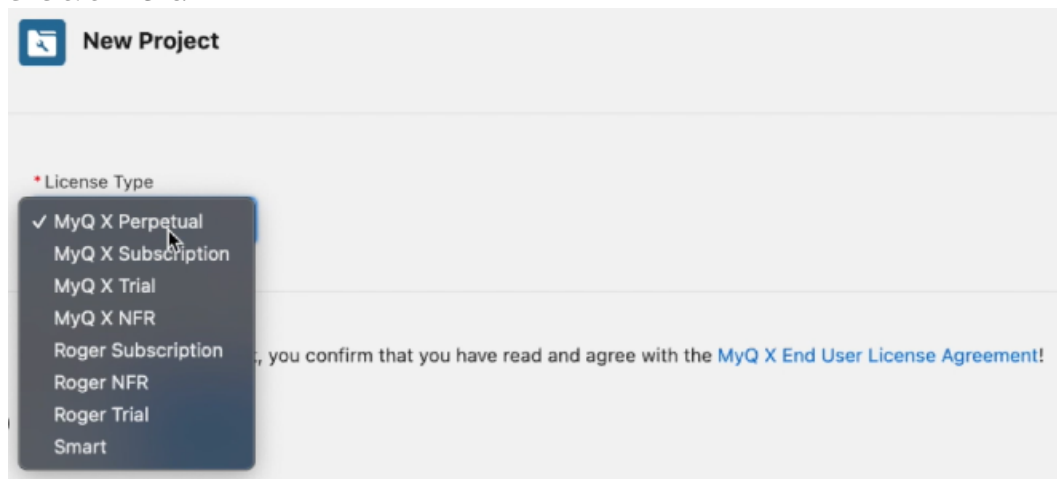 New Project
* License Type
✓ MyQ X Perpetual
MyQ X Subscription
MyQ X Trial
MyQ X NFR
Roger Subscription
, you confirm that you have read and agree with the MyQ X End User License Agreement!
Roger NFR
Roger Trial
Smart